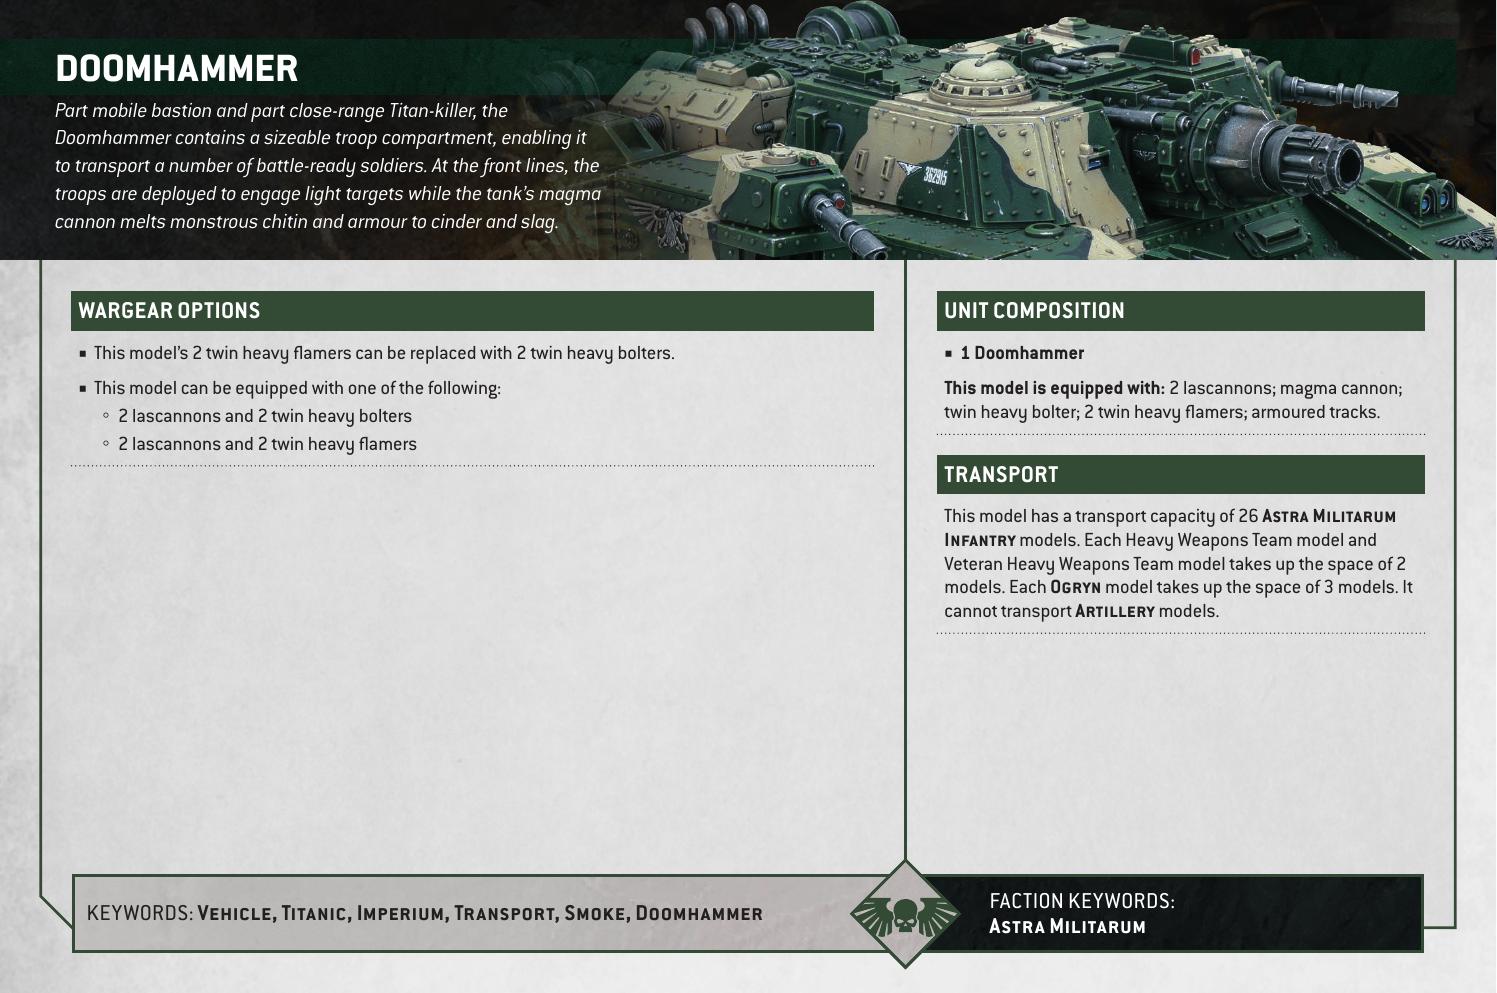 DOOMHAMMER
Part mobile bastion and part close-range Titan-killer, the
Doomhammer contains a sizeable troop compartment, enabling it
to transport a number of battle-ready soldiers. At the front lines, the
troops are deployed to engage light targets while the tank's magma
cannon melts monstrous chitin and armour to cinder and slag.
362915
WARGEAR OPTIONS
■ This model's 2 twin heavy flamers can be replaced with 2 twin heavy bolters.
■ This model can be equipped with one of the following:
◦ 2 lascannons and 2 twin heavy bolters
◦ 2 lascannons and 2 twin heavy flamers
UNIT COMPOSITION
■ 1 Doomhammer
This model is equipped with: 2 lascannons; magma cannon;
twin heavy bolter; 2 twin heavy flamers; armoured tracks.
TRANSPORT
This model has a transport capacity of 26 ASTRA MILITARUM
INFANTRY models. Each Heavy Weapons Team model and
Veteran Heavy Weapons Team model takes up the space of 2
models. Each OGRYN model takes up the space of 3 models. It
cannot transport ARTILLERY models.
KEYWORDS: VEHICLE, TITANIC, IMPERIUM, TRANSPORT, SMOKE, DOOMHAMMER
FACTION KEYWORDS:
ASTRA MILITARUM